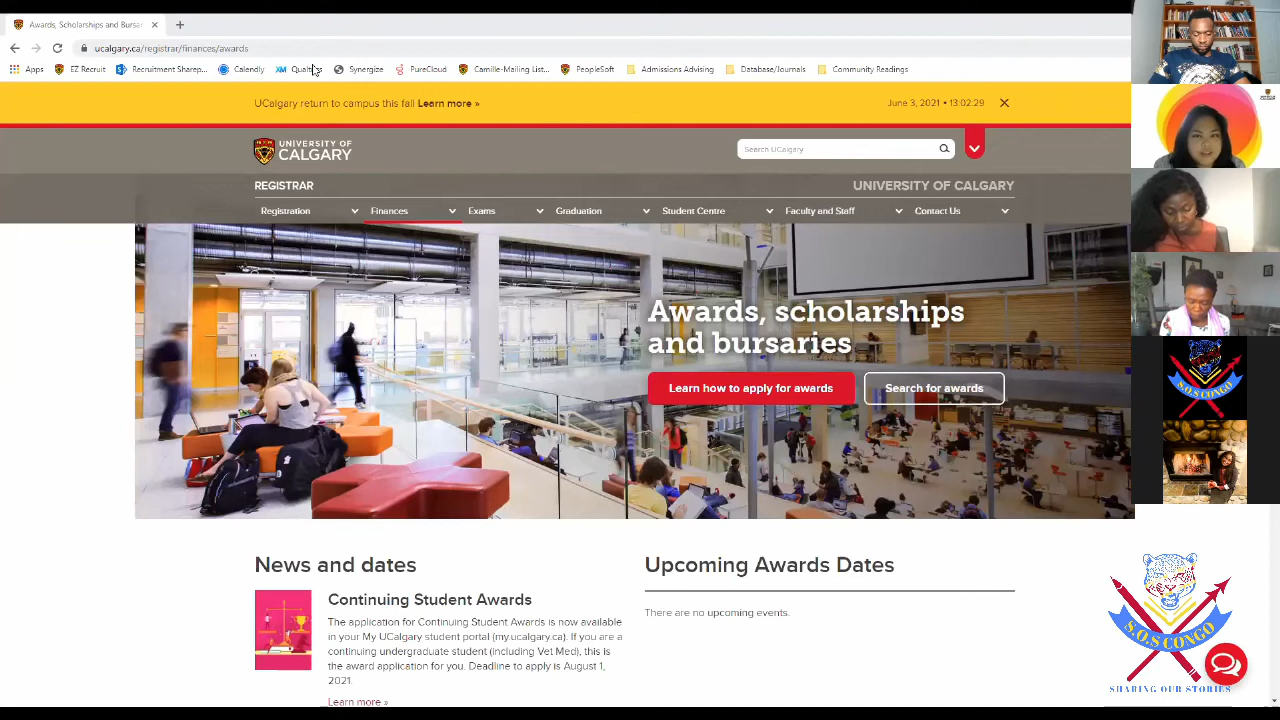 Awards, Scholarships and Bursar
ucalgary.ca/registrar/finances/awards
Apps EZ Recruit Recruitment Sharep... Calendly Synergize PureCloud Camille-Mailing List... PeopleSoft Admissions Advising Database/Journals Community Readings
UCalgary return to campus this fall Learn more »
June 3, 2021 • 13:02:29
UNIVERSITY OF
CALGARY
Search UCalgary
REGISTRAR
UNIVERSITY OF CALGARY
Registration Finances Exams Graduation Student Centre Faculty and Staff Contact Us
Awards, scholarships
and bursaries
Learn how to apply for awards
Search for awards
News and dates
Continuing Student Awards
The application for Continuing Student Awards is now available
in your My UCalgary student portal (my.ucalgary.ca). If you are a
continuing undergraduate student (including Vet Med), this is
the award application for you. Deadline to apply is August 1,
2021.
Learn more »
Upcoming Awards Dates
There are no upcoming events.
S.O.S CONGO
S.O.S CONGO
SHARING OUR STORIES